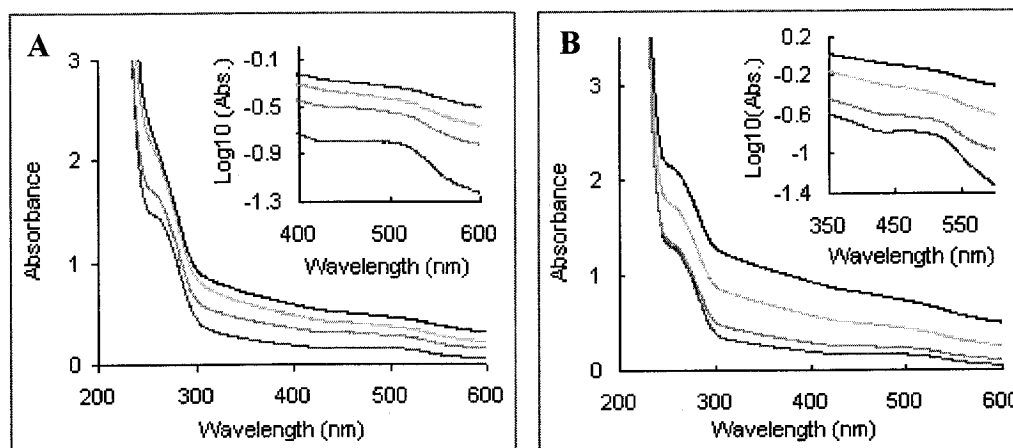 A
3
2
1
0
Absorbance
200 300 400 500 600
Wavelength (nm)
-0.1
-0.5
-0.9
-1.3
Log10 (Abs.)
400 500 600
Wavelength (nm)
B
3
2
1
0
Absorbance
200 300 400 500 600
Wavelength (nm)
0.2
-0.2
-0.6
-1
-1.4
Log10(Abs.)
350 450 550
Wavelength (nm)